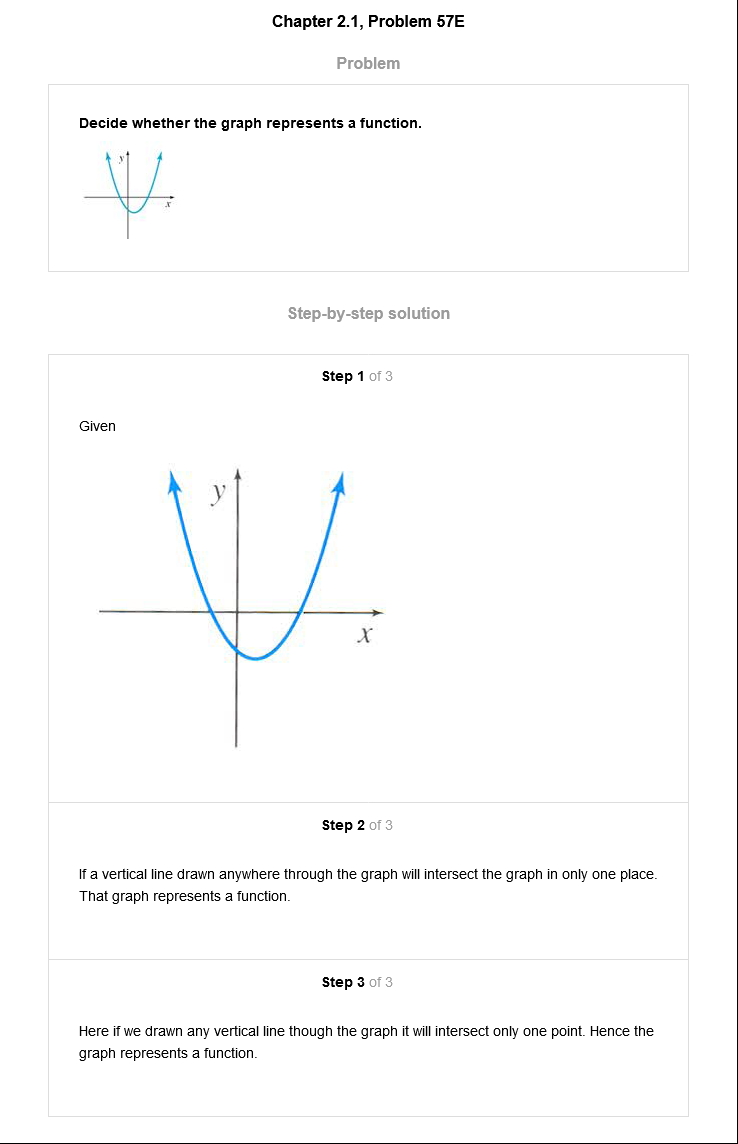 Chapter 2.1, Problem 57E
Problem
Decide whether the graph represents a function.
y
x
Step-by-step solution
Step 1 of 3
Given
y
x
Step 2 of 3
If a vertical line drawn anywhere through the graph will intersect the graph in only one place.
That graph represents a function.
Step 3 of 3
Here if we drawn any vertical line though the graph it will intersect only one point. Hence the
graph represents a function.